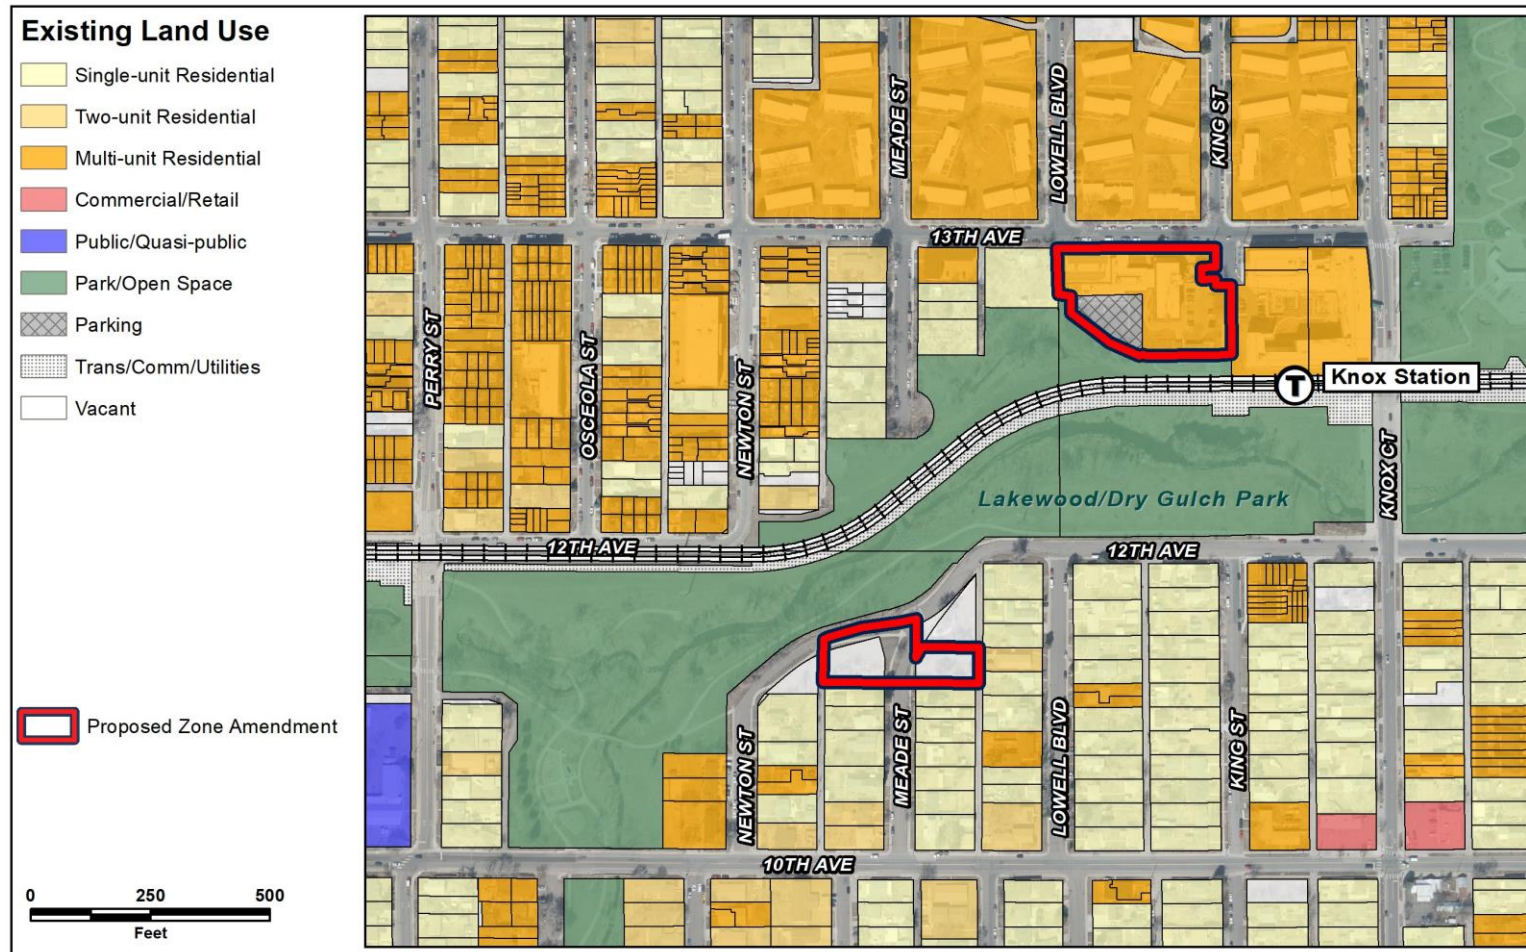 Existing Land Use
Single-unit Residential
Two-unit Residential
Multi-unit Residential
Commercial/Retail
Public/Quasi-public
Park/Open Space
Parking
Trans/Comm/Utilities
Vacant
Proposed Zone Amendment
0 250 500
Feet
MEADE ST
LOWELL BLVD
KING ST
13TH AVE
PERRY ST
OSCEOLA ST
NEWTON ST
T
Knox Station
KNOX CT
Lakewood/Dry Gulch Park
12TH AVE
12TH AVE
NEWTON ST
MEADE ST
LOWELL BLVD
KING ST
10TH AVE